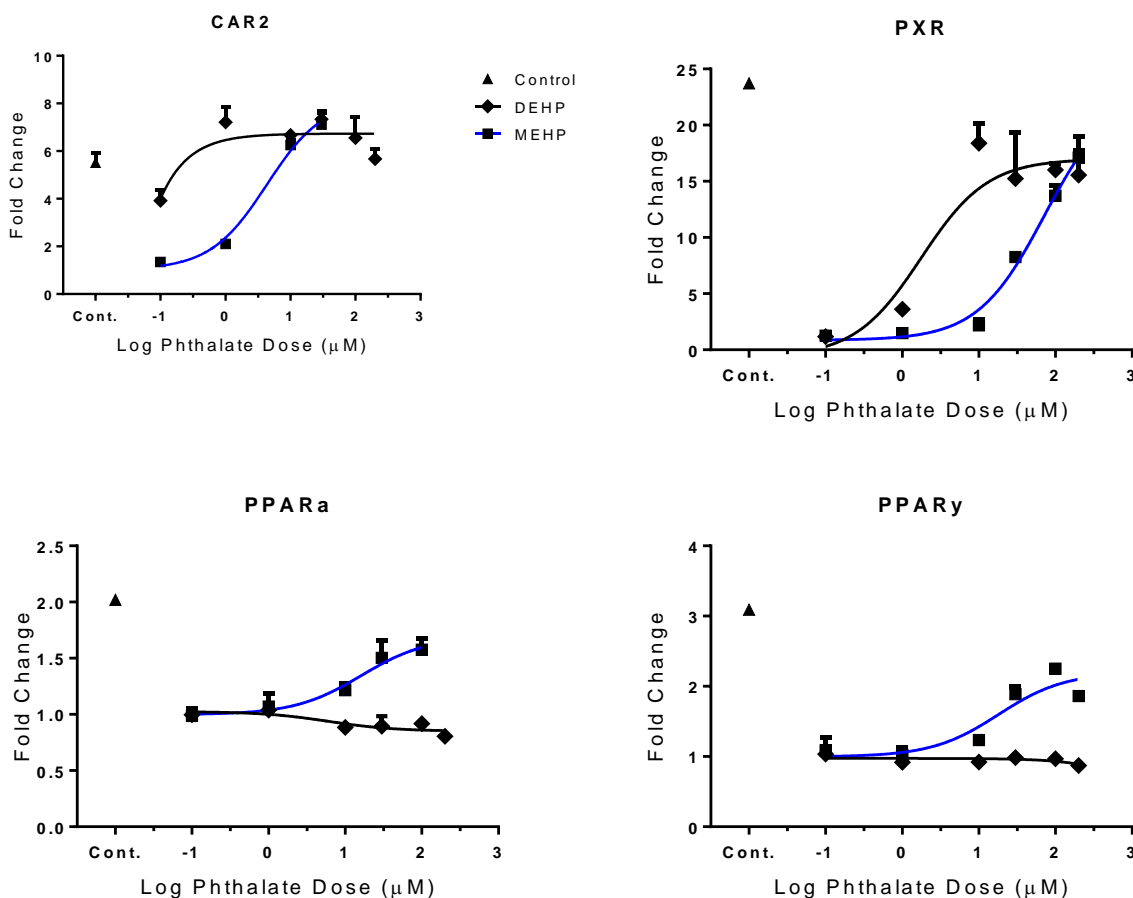 CAR2
Fold Change
10
8
6
4
2
0
Cont.
-1
0
1
2
3
Log Phthalate Dose (μM)
Control
DEHP
MEHP
PXR
Fold Change
25
20
15
10
5
0
Cont.
-1
0
1
2
3
Log Phthalate Dose (μM)
PPARa
Fold Change
2.5
2.0
1.5
1.0
0.5
0.0
Cont.
-1
0
1
2
3
Log Phthalate Dose (μM)
PPARy
Fold Change
4
3
2
1
0
Cont.
-1
0
1
2
3
Log Phthalate Dose (μM)